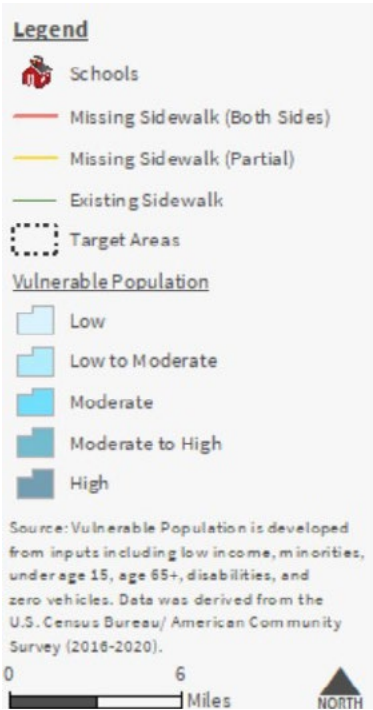 Legend
Schools
Missing Sidewalk (Both Sides)
Missing Sidewalk (Partial)
Existing Sidewalk
Target Areas
Vulnerable Population
Low
Low to Moderate
Moderate
Moderate to High
High
Source: Vulnerable Population is developed
from inputs including low income, minorities,
under age 15, age 65+, disabilities, and
zero vehicles. Data was derived from the
U.S. Census Bureau/ American Community
Survey (2016-2020).
0 6
Miles
NORTH